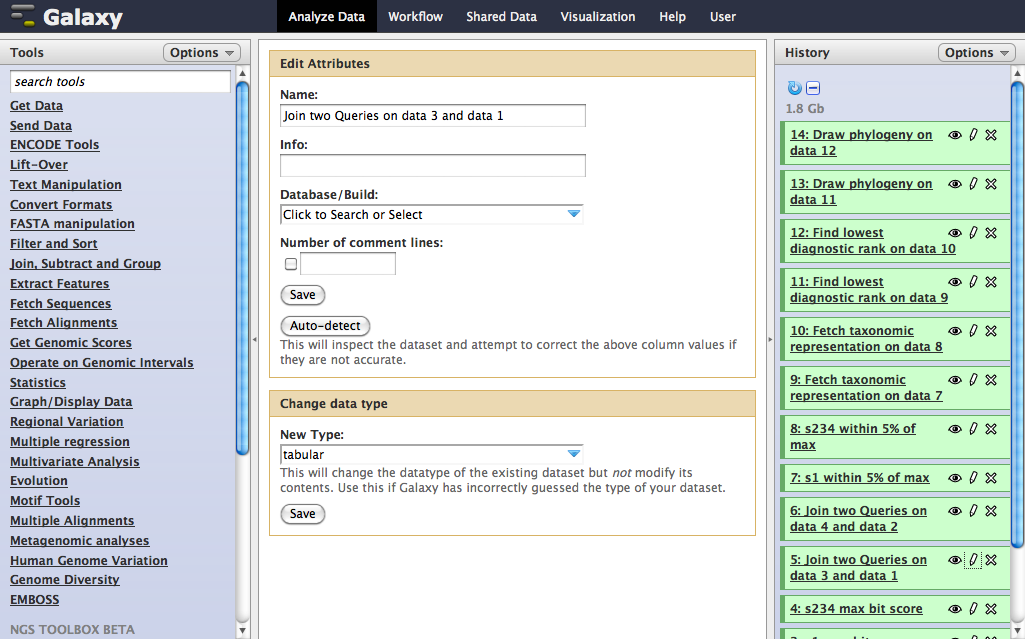 Galaxy
Analyze Data
Workflow
Shared Data
Visualization
Help
User
Tools
Options
search tools
Get Data
Send Data
ENCODE Tools
Lift-Over
Text Manipulation
Convert Formats
FASTA manipulation
Filter and Sort
Join, Subtract and Group
Extract Features
Fetch Sequences
Fetch Alignments
Get Genomic Scores
Operate on Genomic Intervals
Statistics
Graph/Display Data
Regional Variation
Multiple regression
Multivariate Analysis
Evolution
Motif Tools
Multiple Alignments
Metagenomic analyses
Human Genome Variation
Genome Diversity
EMBOSS
NGS TOOLBOX BETA
Edit Attributes
Name:
Join two Queries on data 3 and data 1
Info:
Database/Build:
Click to Search or Select
Number of comment lines:
Save
Auto-detect
This will inspect the dataset and attempt to correct the above column values if
they are not accurate.
Change data type
New Type:
tabular
This will change the datatype of the existing dataset but not modify its
contents. Use this if Galaxy has incorrectly guessed the type of your dataset.
Save
History
Options
1.8 Gb
14: Draw phylogeny on
data 12
13: Draw phylogeny on
data 11
12: Find lowest
diagnostic rank on data 10
11: Find lowest
diagnostic rank on data 9
10: Fetch taxonomic
representation on data 8
9: Fetch taxonomic
representation on data 7
8: s234 within 5% of
max
7: s1 within 5% of max
6: Join two Queries on
data 4 and data 2
5: Join two Queries on
data 3 and data 1
4: s234 max bit score